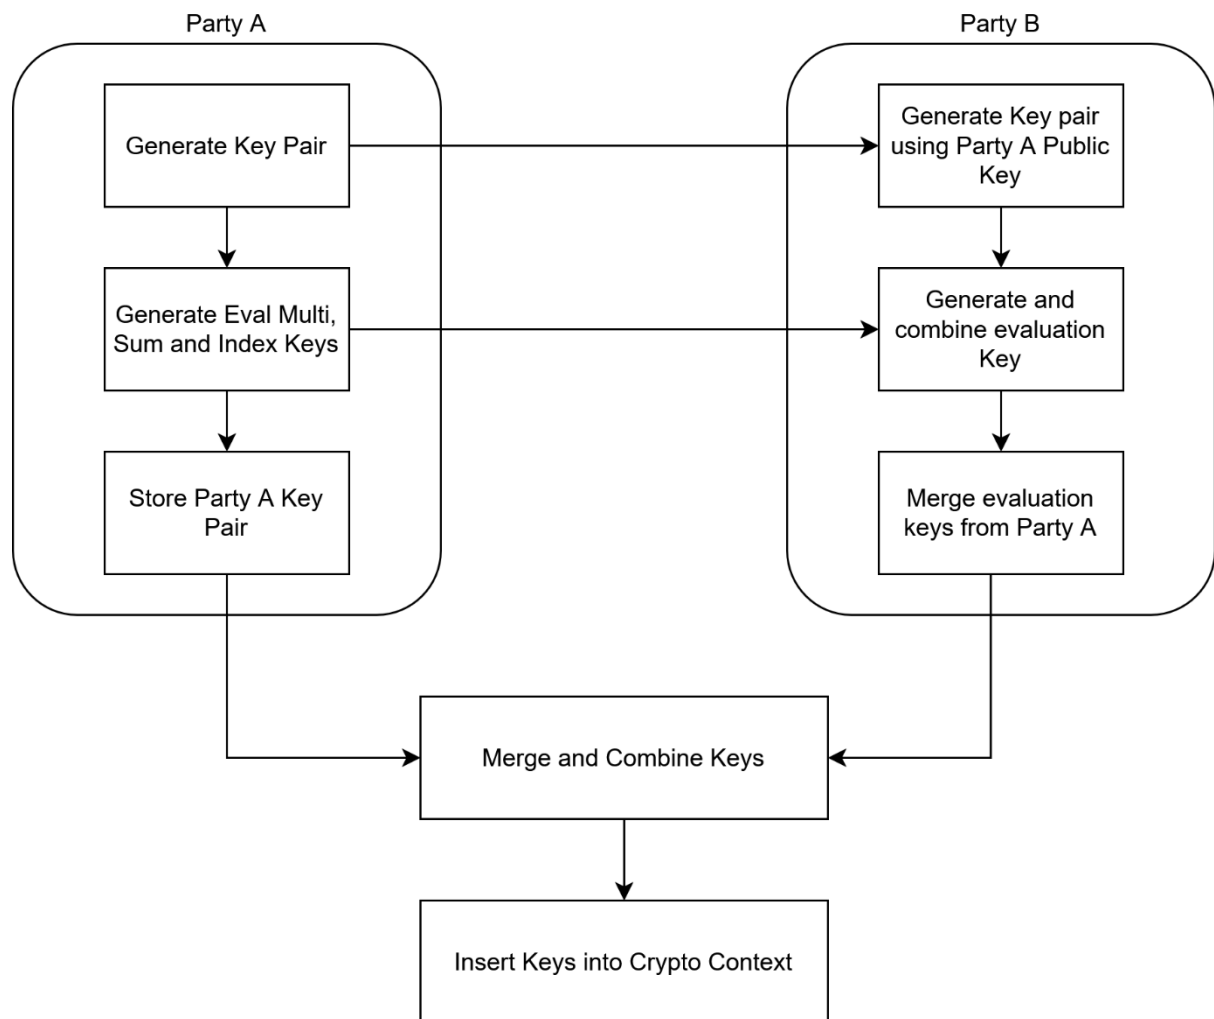 Party A
Party B
Generate Key Pair
Generate Key pair
using Party A Public
Key
Generate Eval Multi,
Sum and Index Keys
Generate and
combine evaluation
Key
Store Party A Key
Pair
Merge evaluation
keys from Party A
Merge and Combine Keys
Insert Keys into Crypto Context